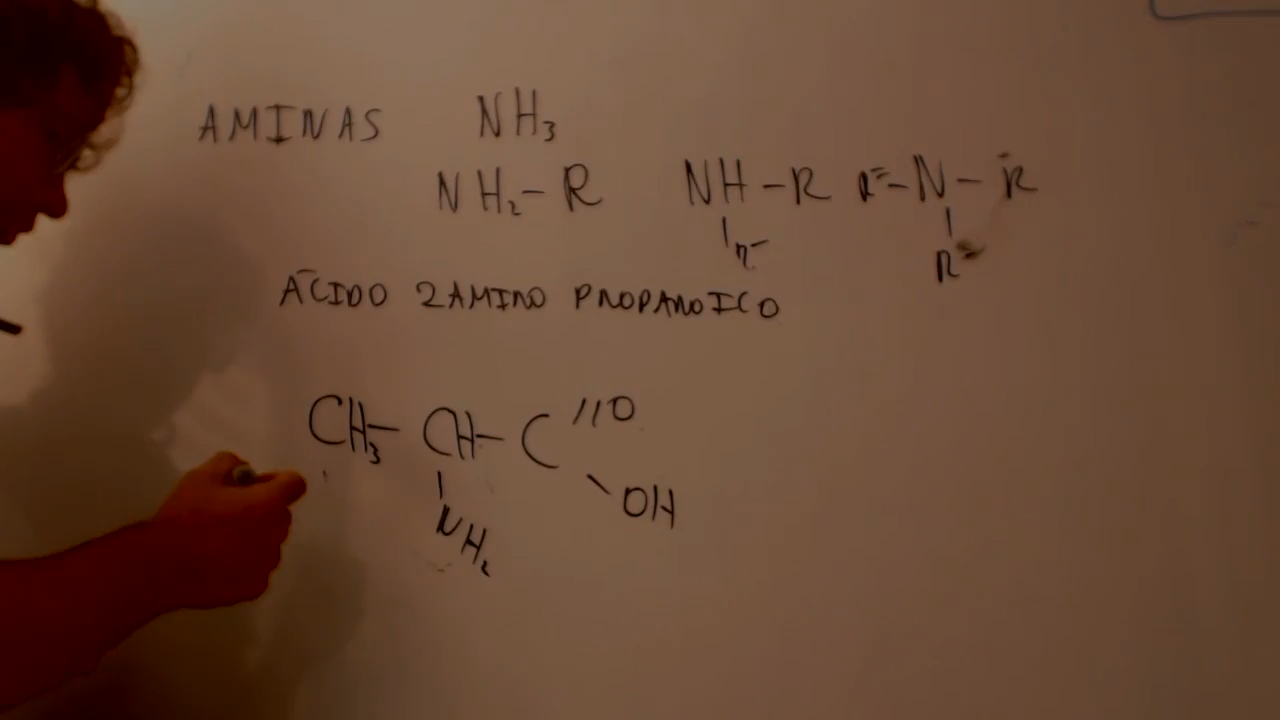 AMINAS NH₃
NH₂-R NH-R R=-N-R
R-
R=
ÁCIDO 2AMINO PROPANOICO
CH₃-CH-C//O
NH₂ \OH